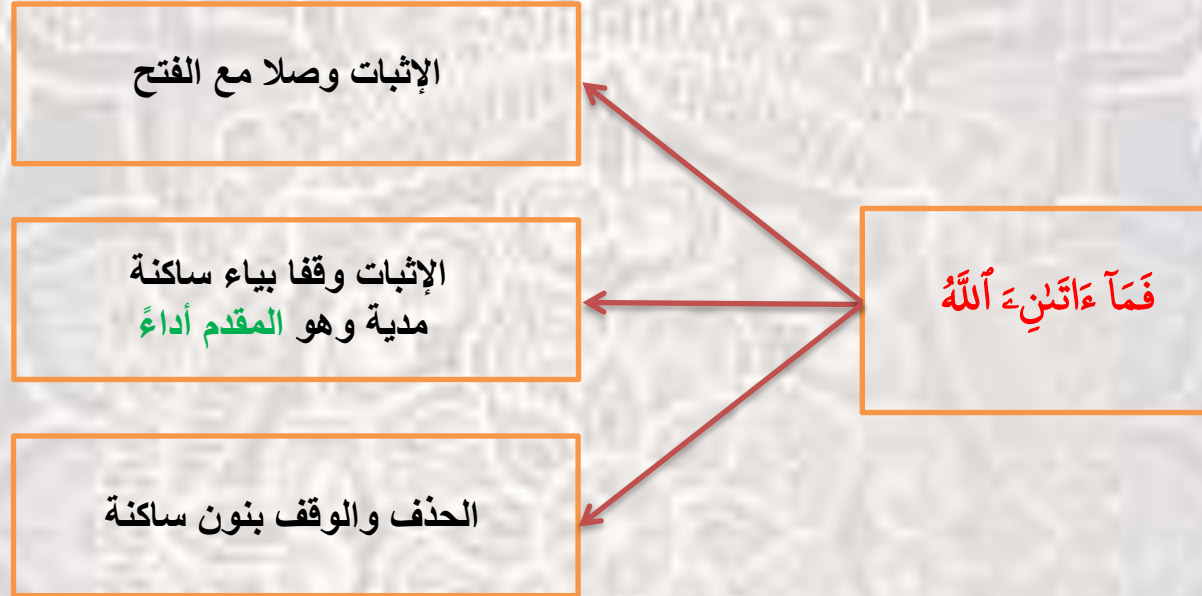 فَمَآ ءَاتَىٰنِۦَ ٱللَّهُ
الإثبات وصلا مع الفتح
الإثبات وقفا بياء ساكنة
مدية وهو المقدم أداءً
الحذف والوقف بنون ساكنة